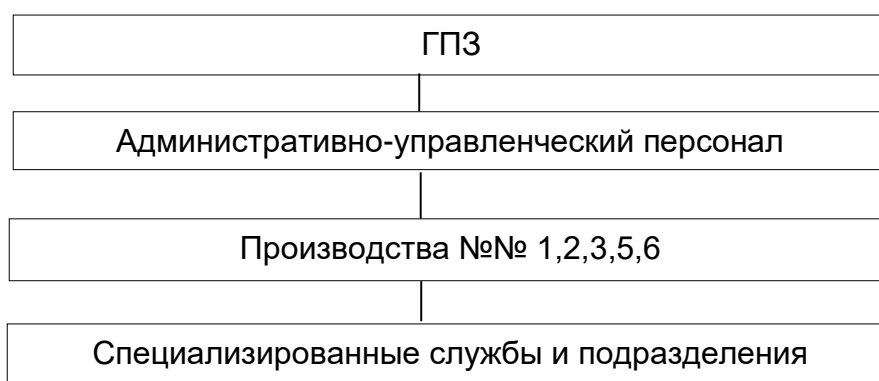 ГПЗ
Административно-управленческий персонал
Производства №№ 1,2,3,5,6
Специализированные службы и подразделения